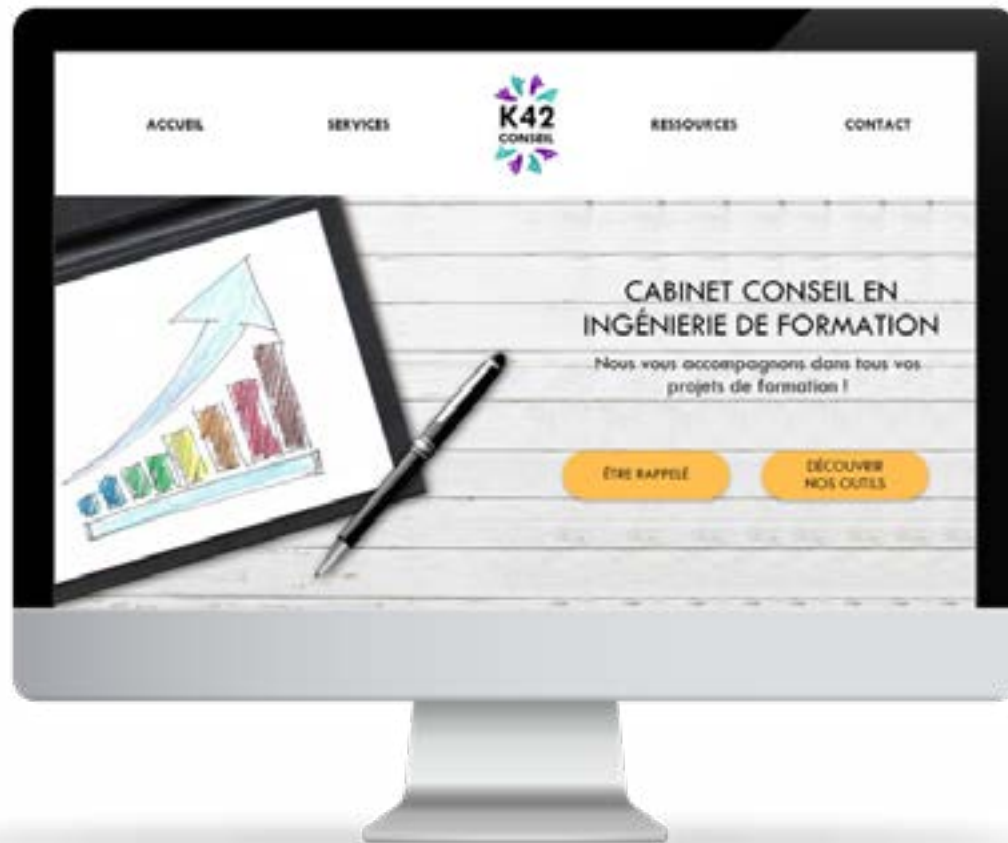 ACCUEIL
SERVICES
K42
CONSEIL
RESSOURCES
CONTACT
CABINET CONSEIL EN
INGÉNIERIE DE FORMATION
Nous vous accompagnons dans tous vos
projets de formation !
ÊTRE RAPPELÉ
DÉCOUVRIR
NOS OUTILS